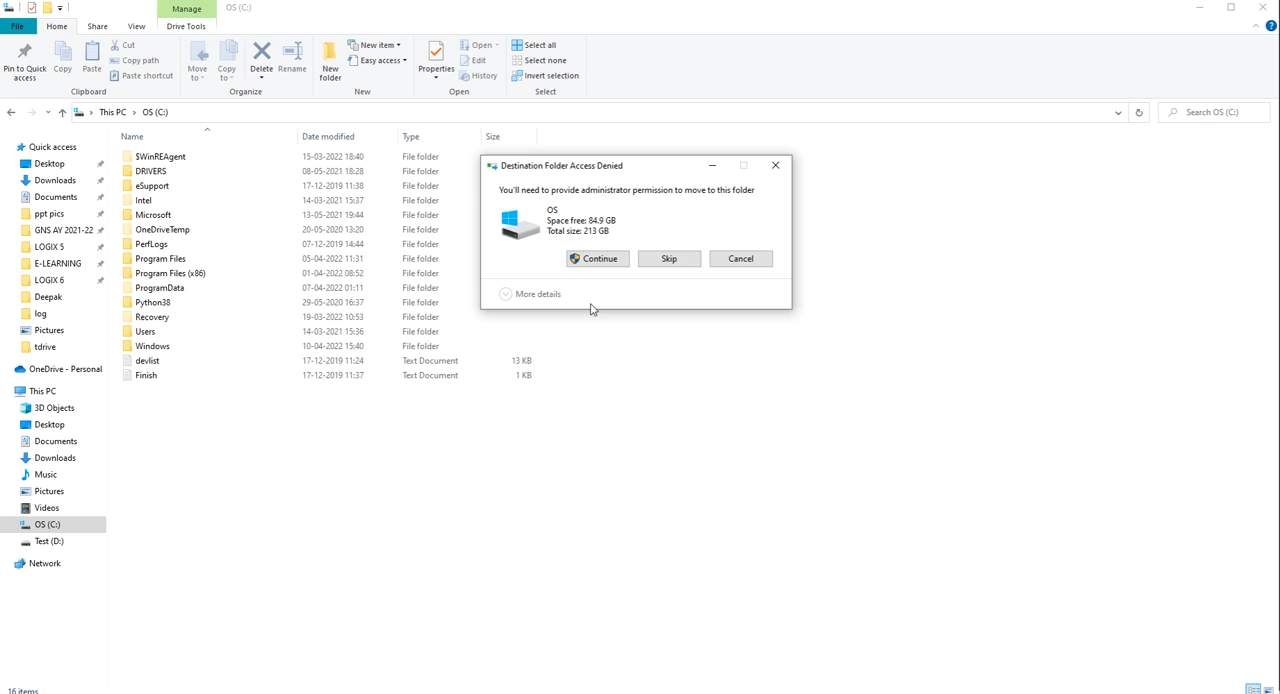 Manage
OS (C:)
File
Home
Share
View
Drive Tools
Pin to Quick
access
Copy
Paste
Cut
Copy path
Paste shortcut
Clipboard
Move
to
Copy
to
Delete
Rename
Organize
New
folder
New item
Easy access
New
Properties
Open
Edit
History
Open
Select all
Select none
Invert selection
Select
This PC
OS (C:)
Search OS (C:)
Name
Date modified
Type
Size
$WinREAgent 15-03-2022 18:40 File folder
DRIVERS 08-05-2021 18:28 File folder
eSupport 17-12-2019 11:38 File folder
Intel 14-03-2021 15:37 File folder
Microsoft 13-05-2021 19:44 File folder
OneDriveTemp 20-05-2020 13:20 File folder
PerfLogs 07-12-2019 14:44 File folder
Program Files 05-04-2022 11:31 File folder
Program Files (x86) 01-04-2022 08:52 File folder
ProgramData 07-04-2022 01:11 File folder
Python38 29-05-2020 16:37 File folder
Recovery 19-03-2022 10:53 File folder
Users 14-03-2021 15:36 File folder
Windows 10-04-2022 15:40 File folder
devlist 17-12-2019 11:24 Text Document 13 KB
Finish 17-12-2019 11:37 Text Document 1 KB
Destination Folder Access Denied
You'll need to provide administrator permission to move to this folder
OS
Space free: 84.9 GB
Total size: 213 GB
Continue
Skip
Cancel
More details
Quick access
Desktop
Downloads
Documents
ppt pics
GNS AY 2021-22
LOGIX 5
E-LEARNING
LOGIX 6
Deepak
log
Pictures
tdrive
OneDrive - Personal
This PC
3D Objects
Desktop
Documents
Downloads
Music
Pictures
Videos
OS (C:)
Test (D:)
Network
16 items